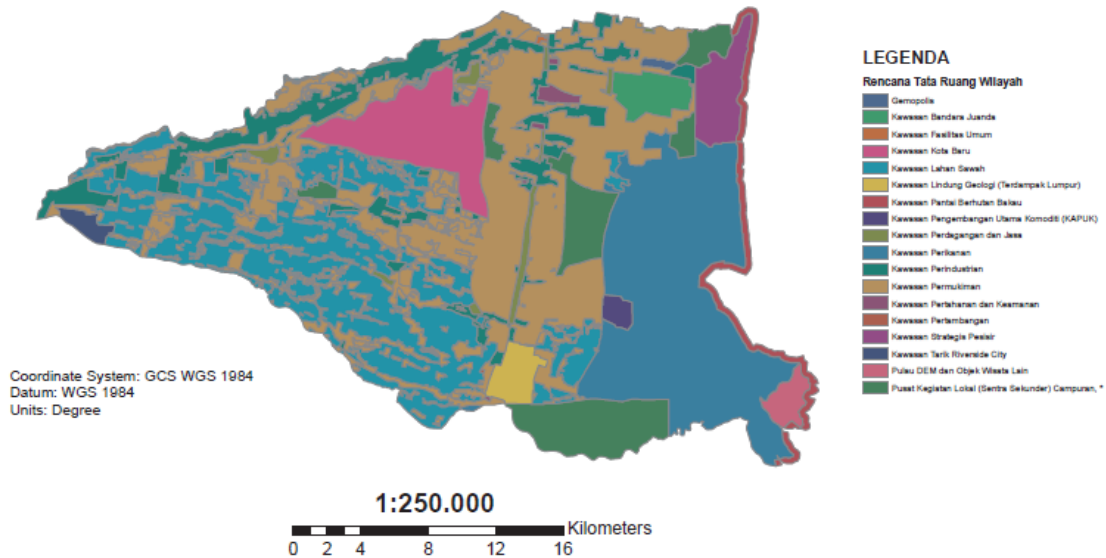 LEGENDA
Rencana Tata Ruang Wilayah
Gemopolis
Kawasan Bandara Juanda
Kawasan Fasilitas Umum
Kawasan Kota Baru
Kawasan Lahan Sawah
Kawasan Lindung Geologi (Terdampak Lumpur)
Kawasan Pantai Berhutan Bakau
Kawasan Pengembangan Utama Komoditi (KAPUK)
Kawasan Perdagangan dan Jasa
Kawasan Perikanan
Kawasan Perindustrian
Kawasan Permukiman
Kawasan Pertahanan dan Keamanan
Kawasan Pertambangan
Kawasan Strategis Pesisir
Kawasan Tarik Riverside City
Pulau DEM dan Objek Wisata Lain
Pusat Kegiatan Lokal (Sentra Sekunder) Campuran, *
Coordinate System: GCS WGS 1984
Datum: WGS 1984
Units: Degree
1:250.000
Kilometers
0 2 4 8 12 16